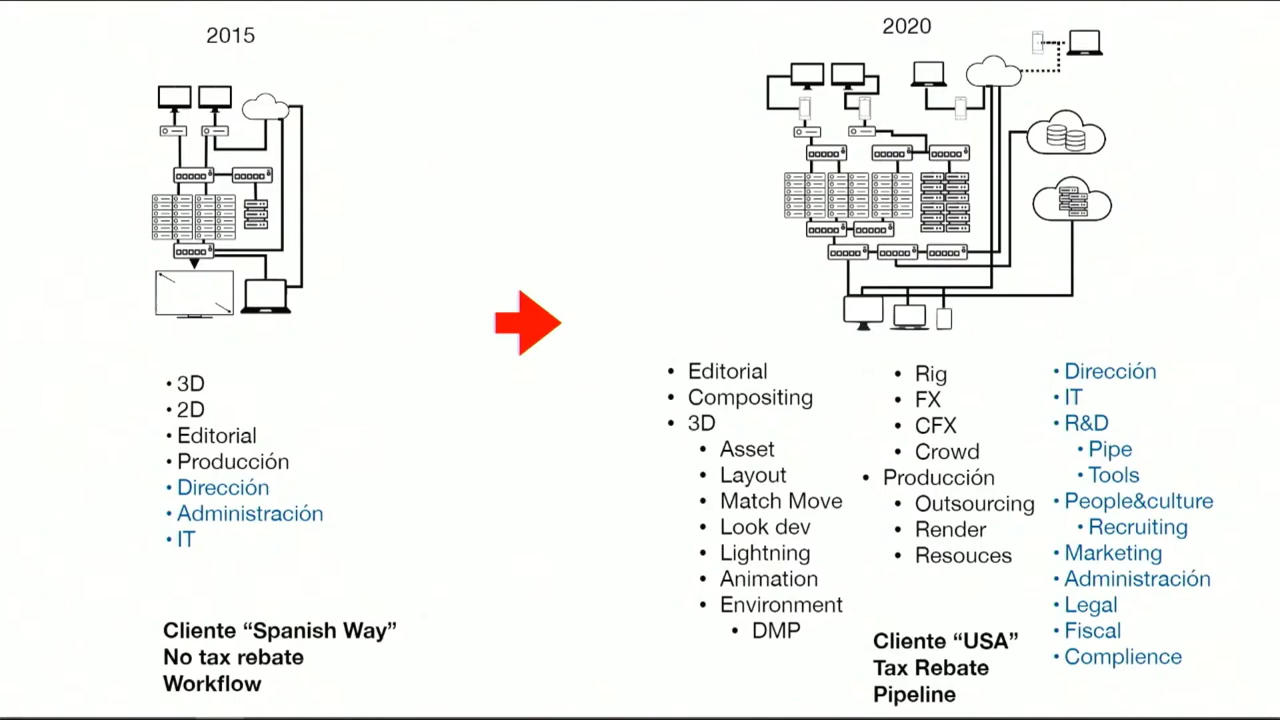 2015
• 3D
• 2D
• Editorial
• Producción
• Dirección
• Administración
• IT
Cliente “Spanish Way”
No tax rebate
Workflow
2020
• Editorial
• Compositing
• 3D
• Asset
• Layout
• Match Move
• Look dev
• Lightning
• Animation
• Environment
• DMP
• Rig
• FX
• CFX
• Crowd
• Producción
• Outsourcing
• Render
• Resouces
Cliente “USA”
Tax Rebate
Pipeline
• Dirección
• IT
• R&D
• Pipe
• Tools
• People&culture
• Recruiting
• Marketing
• Administración
• Legal
• Fiscal
• Complience